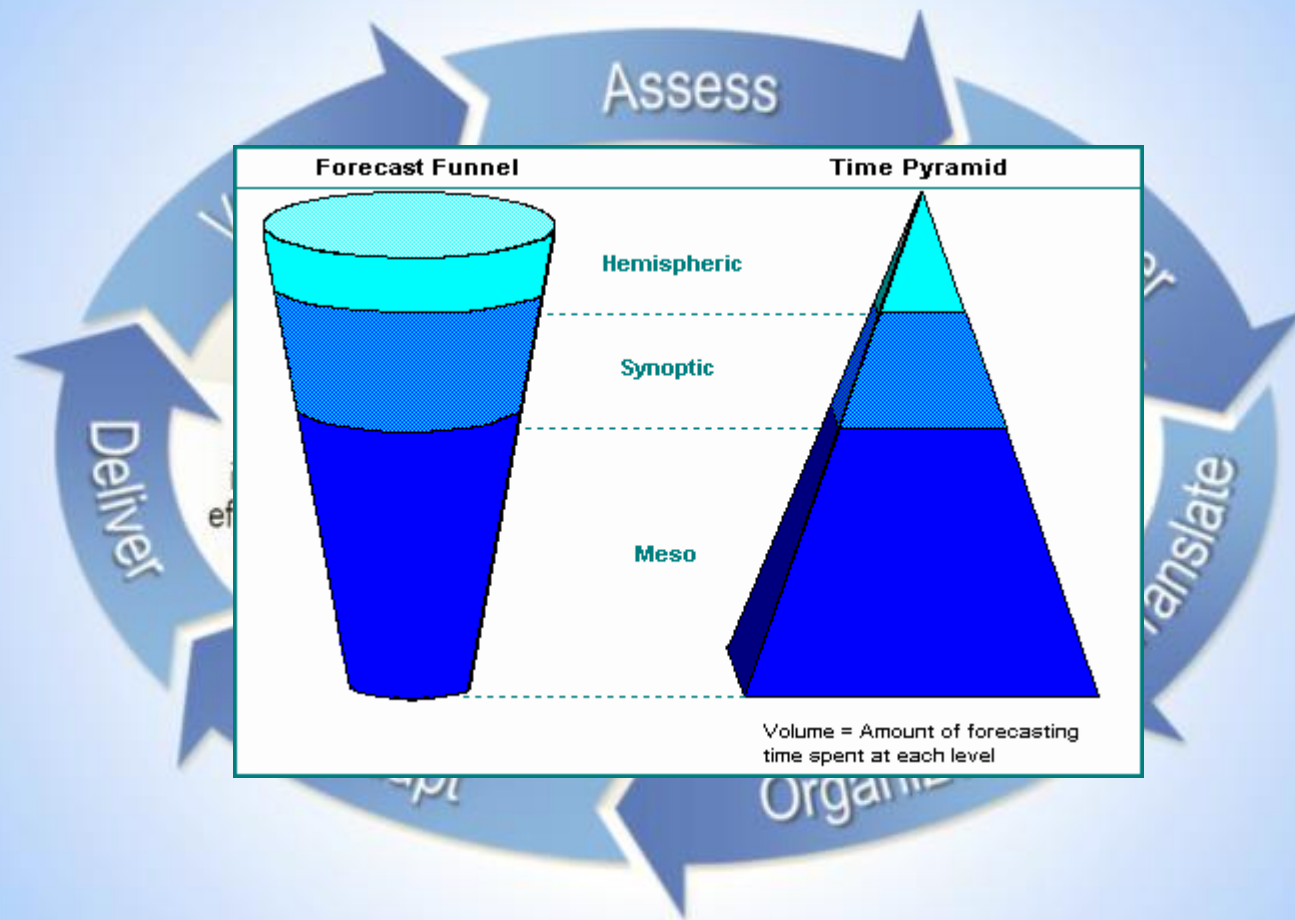 Assess
Forecast Funnel
Time Pyramid
Hemispheric
Synoptic
Meso
Deliver
Volume = Amount of forecasting
time spent at each level